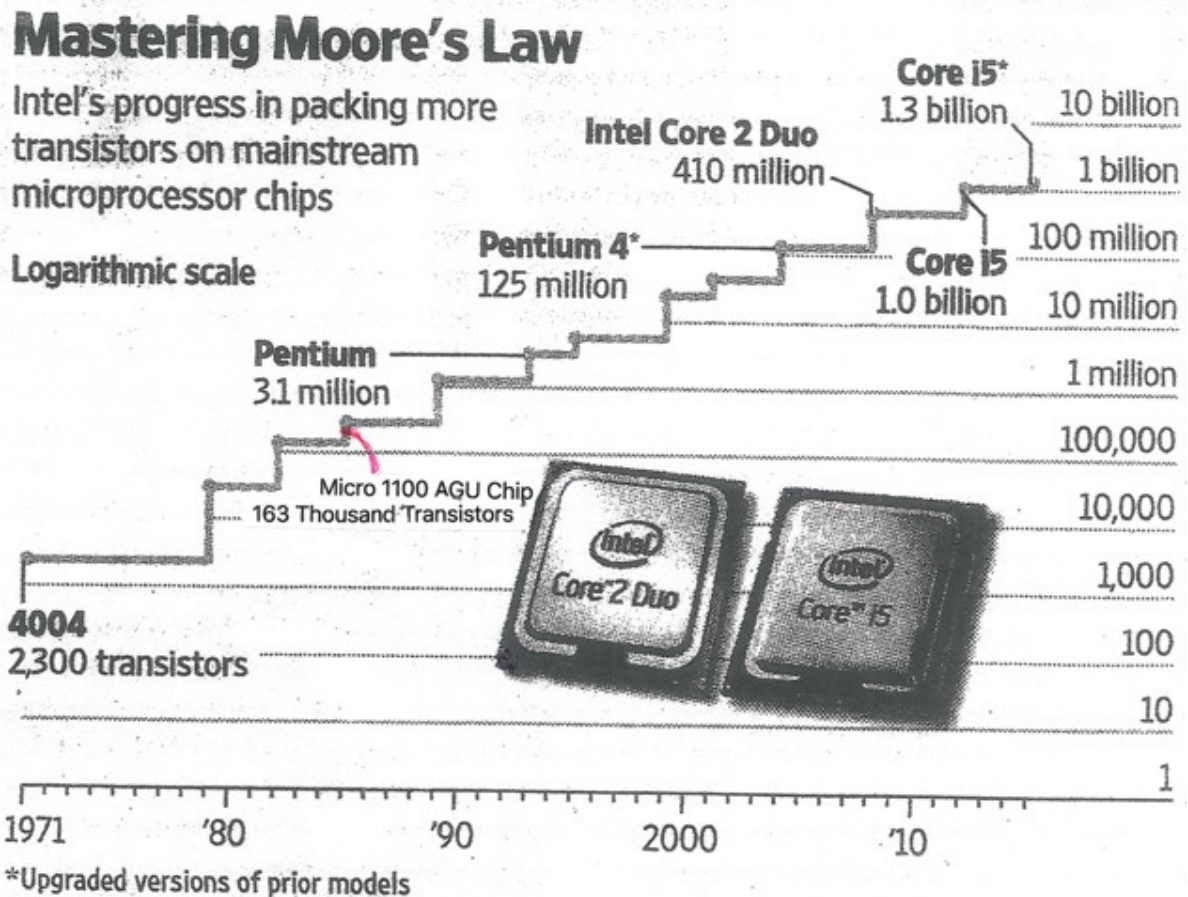 Mastering Moore's Law
Intel's progress in packing more
transistors on mainstream
microprocessor chips
Logarithmic scale
Core i5*
1.3 billion
Intel Core 2 Duo
410 million
Pentium 4*
125 million
Core i5
1.0 billion
Pentium
3.1 million
Micro 1100 AGU Chip
163 Thousand Transistors
4004
2,300 transistors
10 billion
1 billion
100 million
10 million
1 million
100,000
10,000
1,000
100
10
1
intel
Core™2 Duo
intel
Core™ i5
1971 '80 '90 2000 '10
*Upgraded versions of prior models